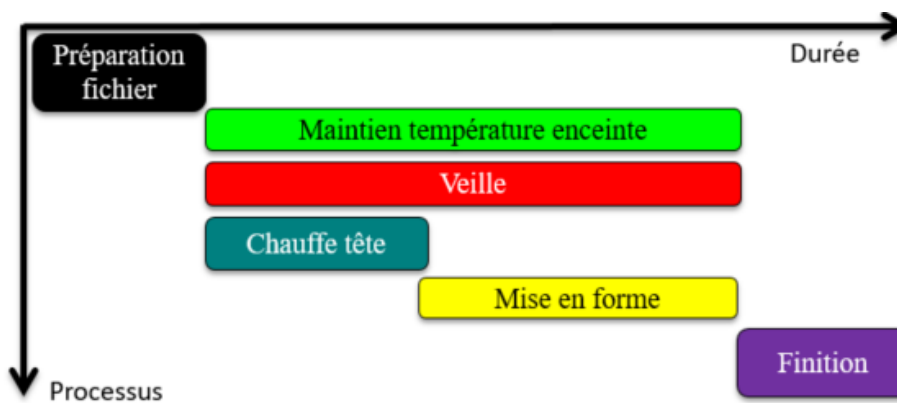 Préparation
fichier
Durée
Maintien température enceinte
Veille
Chauffe tête
Mise en forme
Finition
Processus